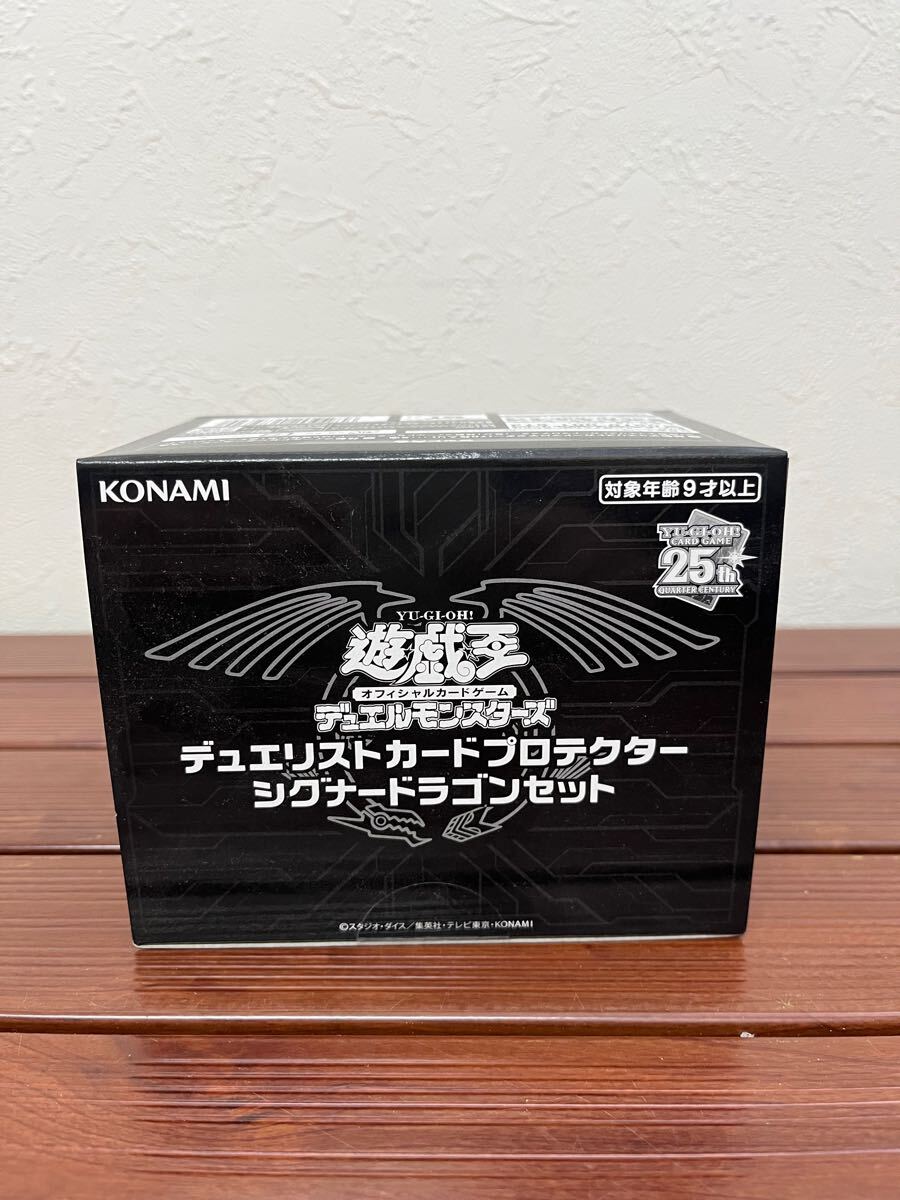 KONAMI
対象年齢9才以上
YU-GI-OH!
CARD GAME
25th
QUARTER CENTURY
YU-GI-OH!
遊戯王
オフィシャルカードゲーム
デュエルモンスターズ
デュエリストカードプロテクター
シグナードラゴンセット
©スタジオ・ダイス/集英社・テレビ東京・KONAMI